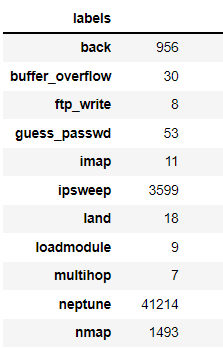 labels
back 956
buffer_overflow 30
ftp_write 8
guess_passwd 53
imap 11
ipsweep 3599
land 18
loadmodule 9
multihop 7
neptune 41214
nmap 1493